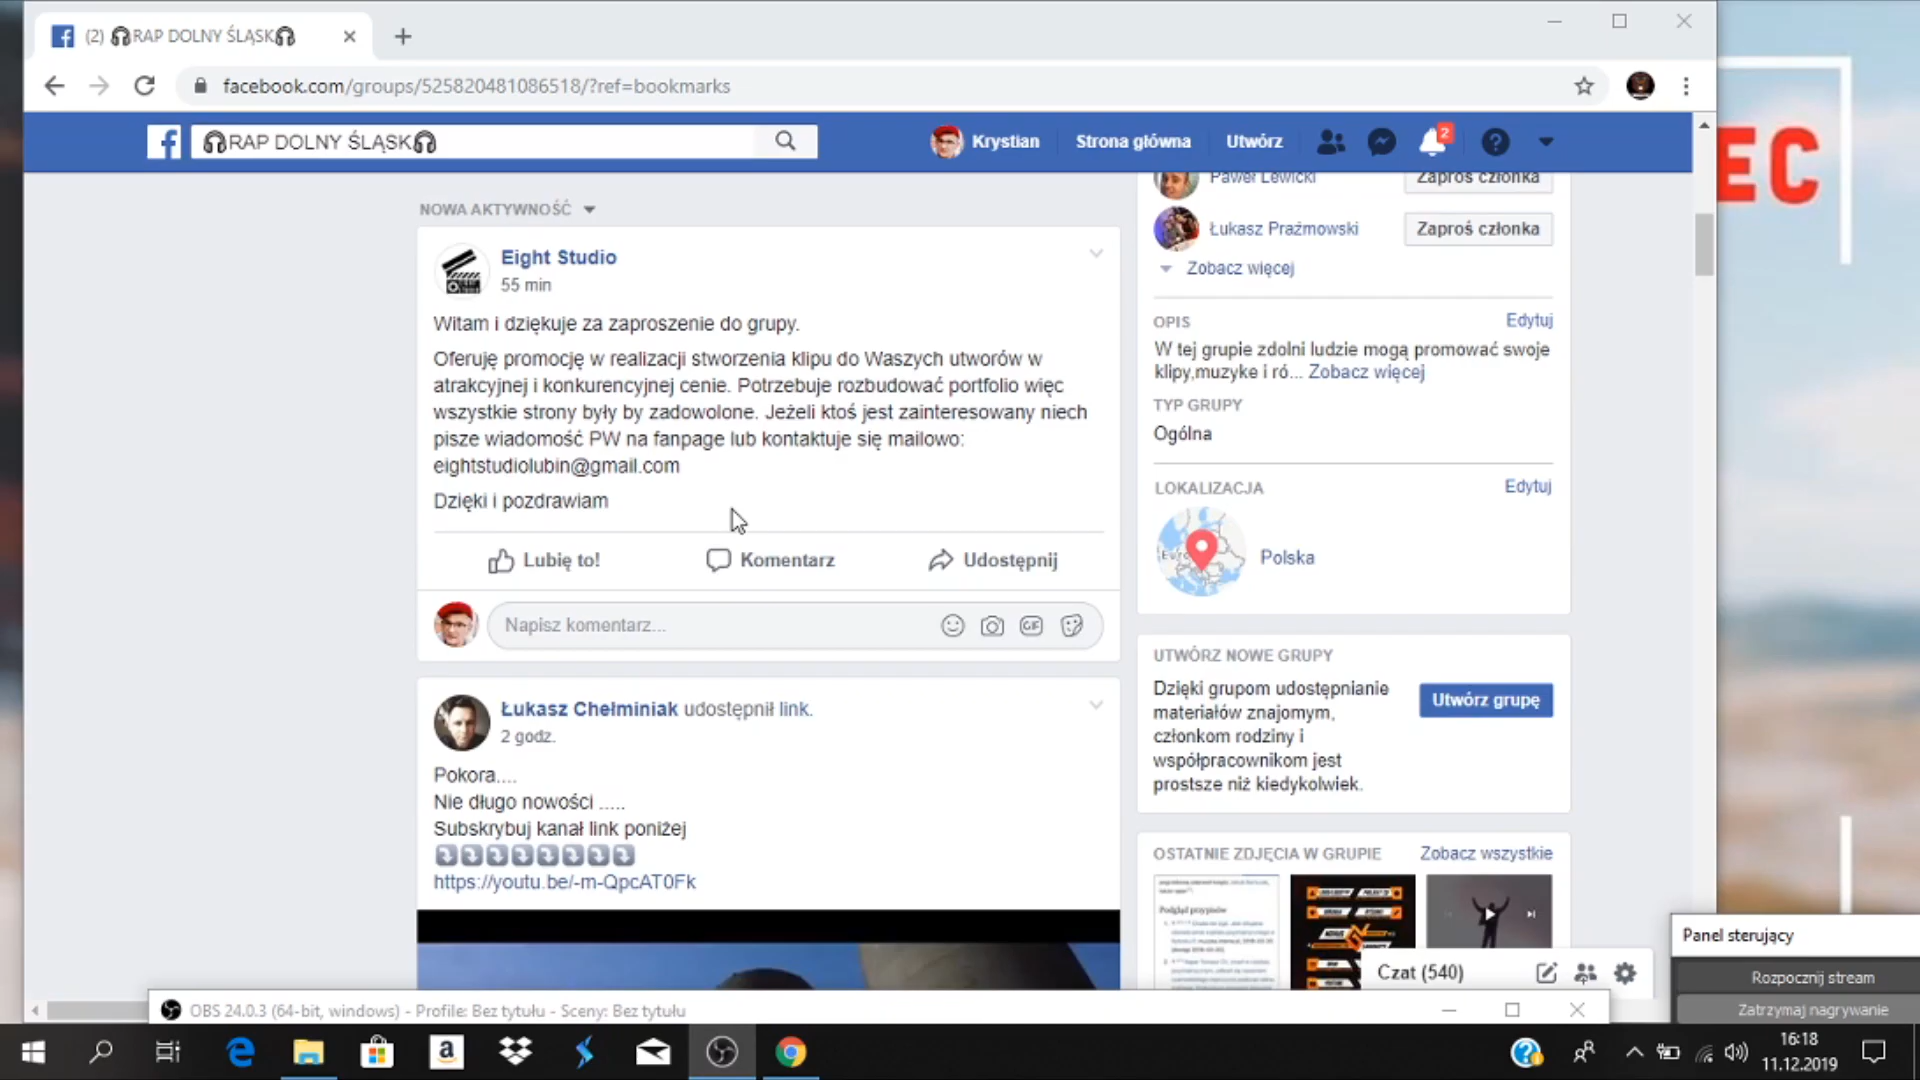 (2) 🎧RAP DOLNY ŚLĄSK🎧
facebook.com/groups/525820481086518/?ref=bookmarks
🎧RAP DOLNY ŚLĄSK🎧
Krystian
Strona główna
Utwórz
2
EC
NOWA AKTYWNOŚĆ
Eight Studio
55 min
Witam i dziękuje za zaproszenie do grupy.
Oferuję promocję w realizacji stworzenia klipu do Waszych utworów w
atrakcyjnej i konkurencyjnej cenie. Potrzebuje rozbudować portfolio więc
wszystkie strony były by zadowolone. Jeżeli ktoś jest zainteresowany niech
pisze wiadomość PW na fanpage lub kontaktuje się mailowo:
eightstudiolubin@gmail.com
Dzięki i pozdrawiam
Lubię to!
Komentarz
Udostępnij
Napisz komentarz...
GIF
Łukasz Chełminiak udostępnił link.
2 godz.
Pokora....
Nie długo nowości .....
Subskrybuj kanał link poniżej
⤵⤵⤵⤵⤵⤵⤵⤵
https://youtu.be/-m-QpcAT0Fk
Paweł Lewicki
Zaproś członka
Łukasz Praźmowski
Zaproś członka
Zobacz więcej
OPIS
Edytuj
W tej grupie zdolni ludzie mogą promować swoje
klipy,muzyke i ró... Zobacz więcej
TYP GRUPY
Ogólna
LOKALIZACJA
Edytuj
Polska
UTWÓRZ NOWE GRUPY
Dzięki grupom udostępnianie
materiałów znajomym,
członkom rodziny i
współpracownikom jest
prostsze niż kiedykolwiek.
Utwórz grupę
OSTATNIE ZDJĘCIA W GRUPIE
Zobacz wszystkie
Podgląd przypisów
Czat (540)
Panel sterujący
Rozpocznij stream
Zatrzymaj nagrywanie
OBS 24.0.3 (64-bit, windows) - Profile: Bez tytułu - Sceny: Bez tytułu
16:18
11.12.2019